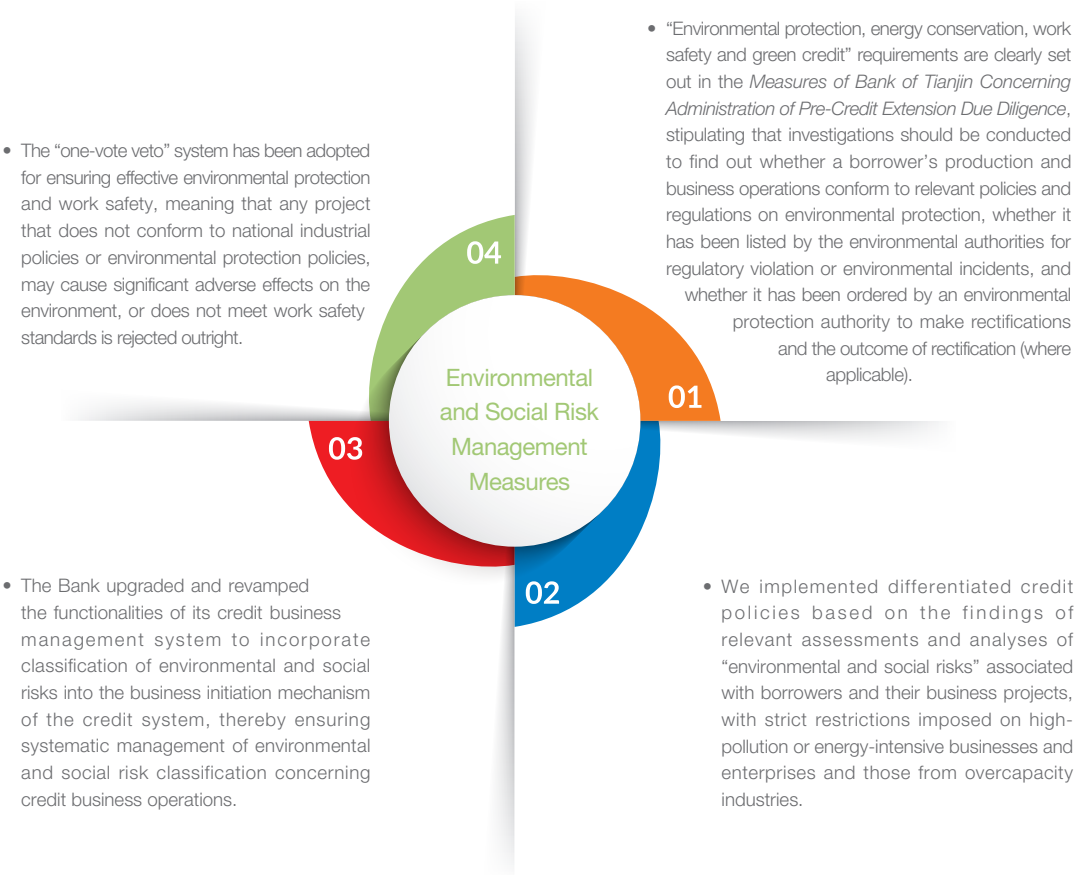 • “Environmental protection, energy conservation, work
safety and green credit” requirements are clearly set
out in the Measures of Bank of Tianjin Concerning
Administration of Pre-Credit Extension Due Diligence,
stipulating that investigations should be conducted
to find out whether a borrower’s production and
business operations conform to relevant policies and
regulations on environmental protection, whether it
has been listed by the environmental authorities for
regulatory violation or environmental incidents, and
whether it has been ordered by an environmental
protection authority to make rectifications
and the outcome of rectification (where
applicable).
01
• We implemented differentiated credit
policies based on the findings of
relevant assessments and analyses of
“environmental and social risks” associated
with borrowers and their business projects,
with strict restrictions imposed on high-
pollution or energy-intensive businesses and
enterprises and those from overcapacity
industries.
02
• The Bank upgraded and revamped
the functionalities of its credit business
management system to incorporate
classification of environmental and social
risks into the business initiation mechanism
of the credit system, thereby ensuring
systematic management of environmental
and social risk classification concerning
credit business operations.
03
• The “one-vote veto” system has been adopted
for ensuring effective environmental protection
and work safety, meaning that any project
that does not conform to national industrial
policies or environmental protection policies,
may cause significant adverse effects on the
environment, or does not meet work safety
standards is rejected outright.
04
Environmental
and Social Risk
Management
Measures